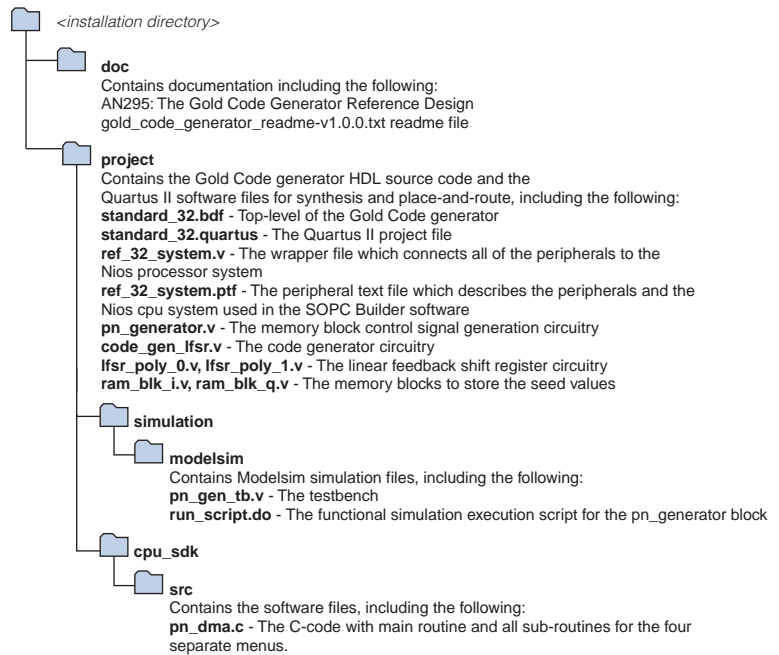 <installation directory>
doc
Contains documentation including the following:
AN295: The Gold Code Generator Reference Design
gold_code_generator_readme-v1.0.0.txt readme file
project
Contains the Gold Code generator HDL source code and the
Quartus II software files for synthesis and place-and-route, including the following:
standard_32.bdf - Top-level of the Gold Code generator
standard_32.quartus - The Quartus II project file
ref_32_system.v - The wrapper file which connects all of the peripherals to the
Nios processor system
ref_32_system.ptf - The peripheral text file which describes the peripherals and the
Nios cpu system used in the SOPC Builder software
pn_generator.v - The memory block control signal generation circuitry
code_gen_lfsr.v - The code generator circuitry
lfsr_poly_0.v, lfsr_poly_1.v - The linear feedback shift register circuitry
ram_blk_i.v, ram_blk_q.v - The memory blocks to store the seed values
simulation
modelsim
Contains Modelsim simulation files, including the following:
pn_gen_tb.v - The testbench
run_script.do - The functional simulation execution script for the pn_generator block
cpu_sdk
src
Contains the software files, including the following:
pn_dma.c - The C-code with main routine and all sub-routines for the four
separate menus.